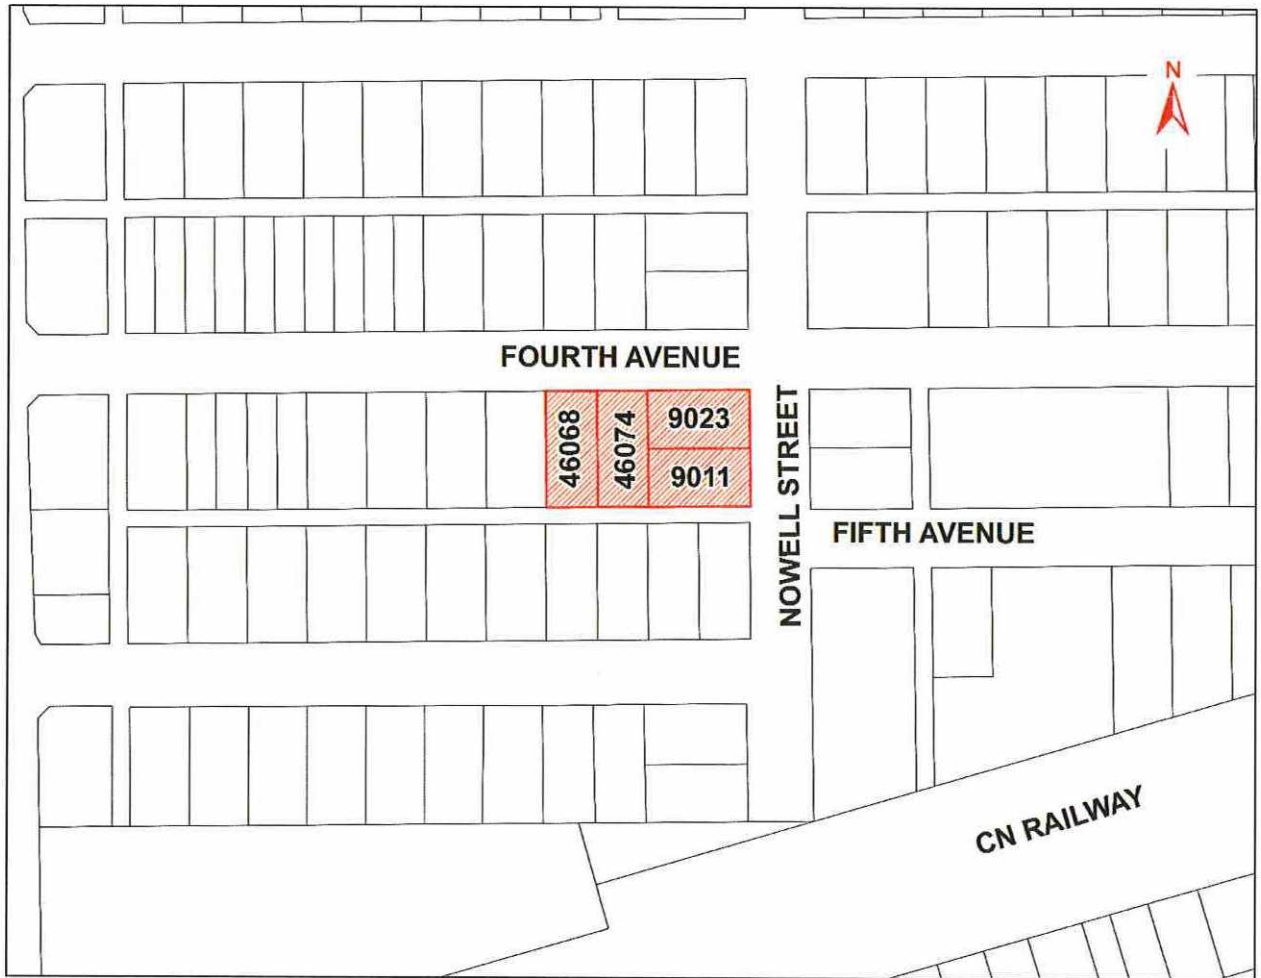 N
FOURTH AVENUE
46068
46074
9023
9011
NOWELL STREET
FIFTH AVENUE
CN RAILWAY